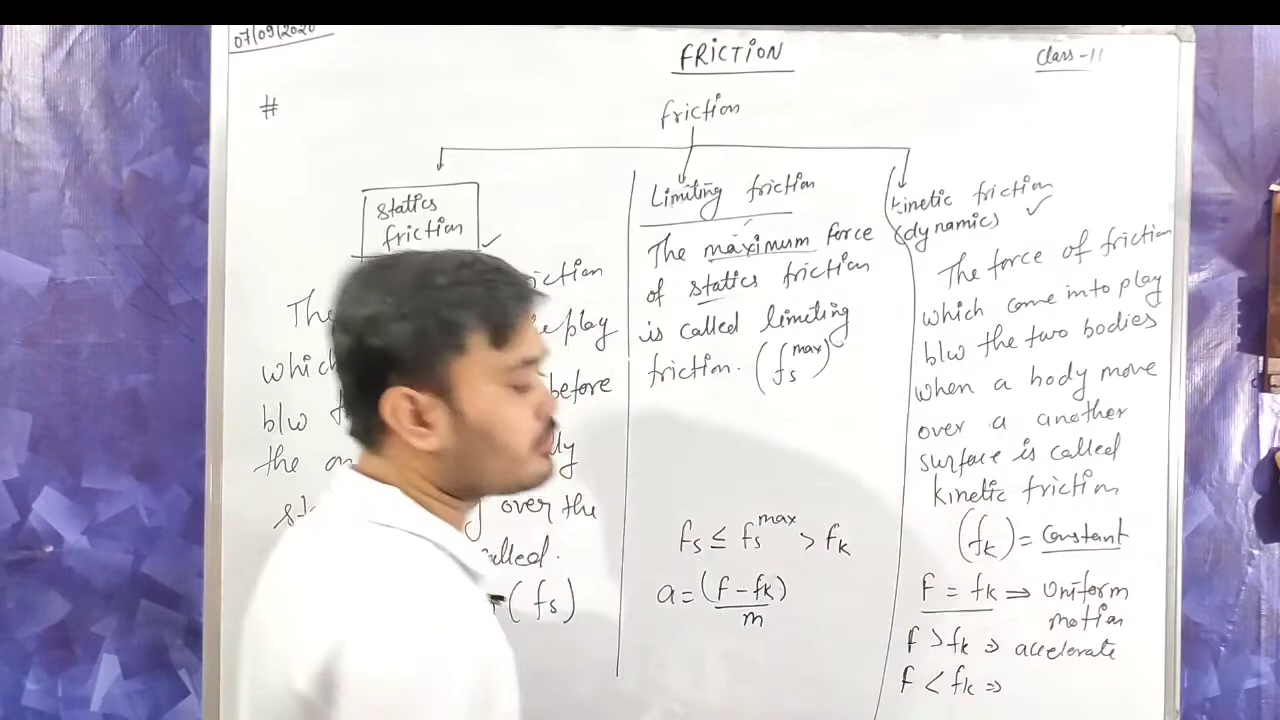 07/09/2020
FRICTION
Class-11
#
friction
Statics
friction
The
which play
b/w before
the
over the
called.
(fs)
Limiting friction
The maximum force
of statics friction
is called limiting
friction. (fs^max)
fs ≤ fs^max > fk
a = (f - fk)
m
kinetic friction
(dynamics)
The force of friction
which come into play
b/w the two bodies
when a body move
over a another
surface is called
kinetic friction
(fk) = constant
F = fk ⇒ Uniform
motion
F > fk ⇒ accelerate
F < fk ⇒